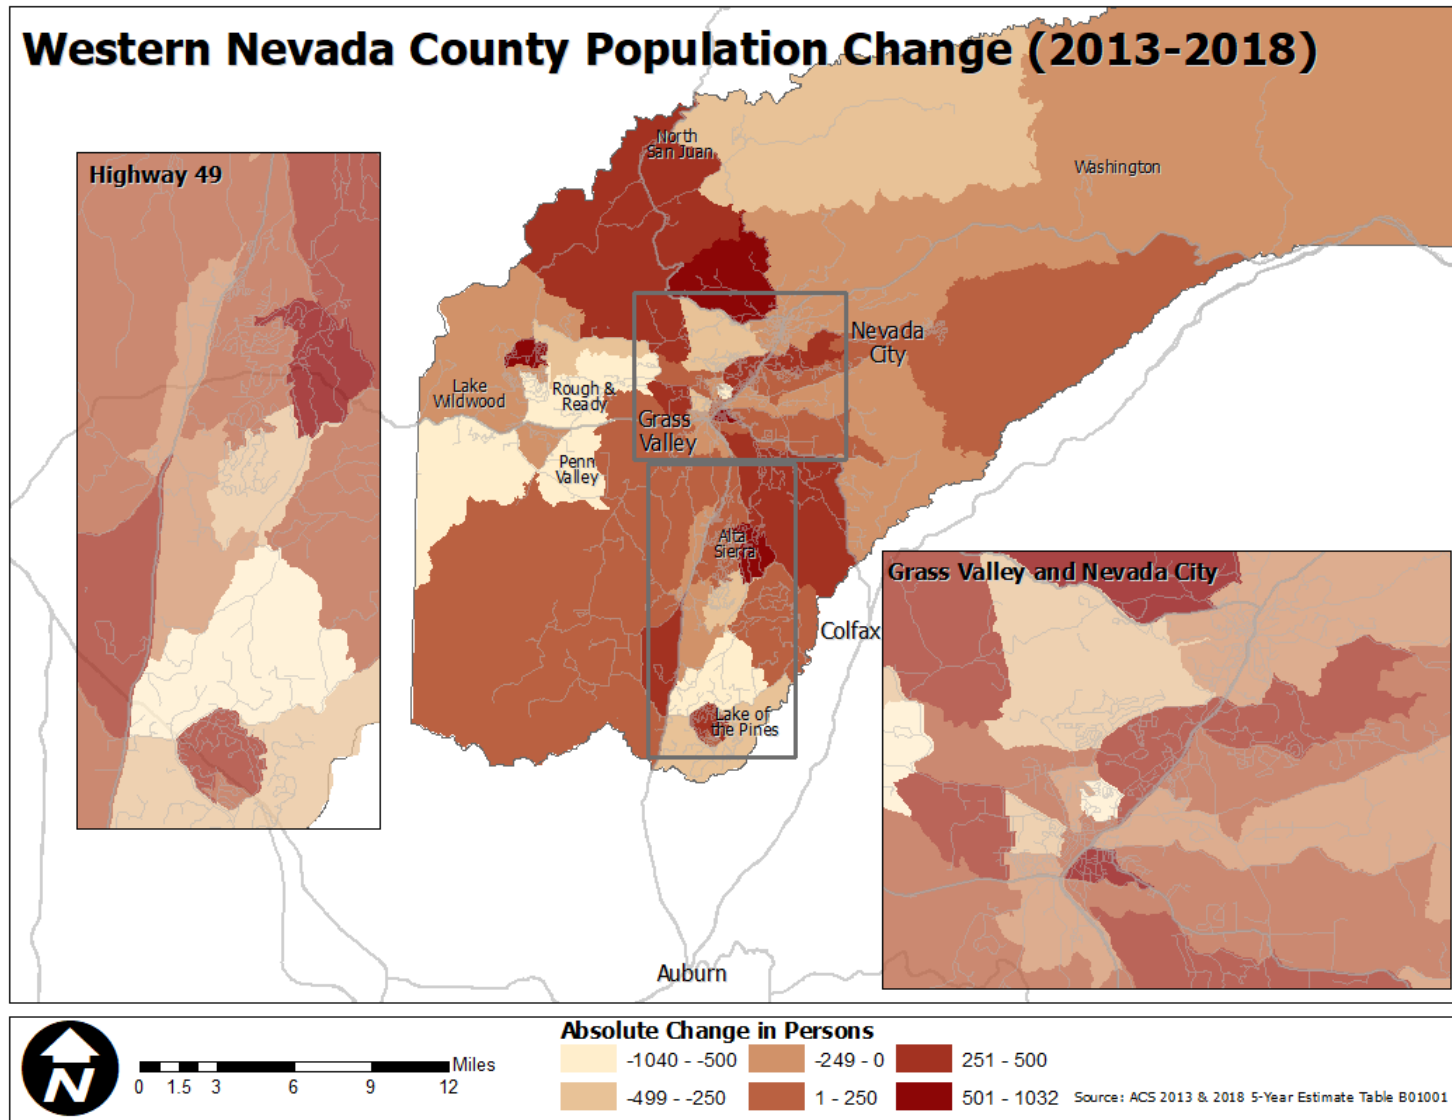 Western Nevada County Population Change (2013-2018)
North
San Juan
Washington
Highway 49
Nevada
City
Lake
Wildwood
Rough &
Ready
Grass
Valley
Penn
Valley
Alta
Sierra
Grass Valley and Nevada City
Colfax
Lake of
the Pines
Auburn
N
0 1.5 3 6 9 12 Miles
Absolute Change in Persons
-1040 - -500
-249 - 0
251 - 500
-499 - -250
1 - 250
501 - 1032
Source: ACS 2013 & 2018 5-Year Estimate Table B01001